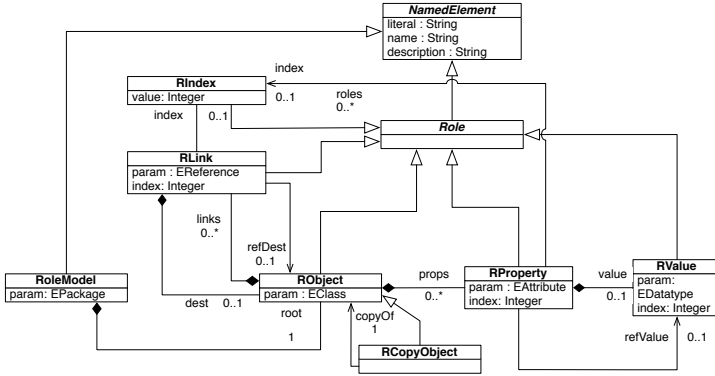 NamedElement
literal : String
name : String
description : String
index
0..1
RIndex
value: Integer
roles
0..*
index
0..1
Role
RLink
param : EReference
index: Integer
links
0..*
refDest
0..1
RoleModel
param: EPackage
dest
0..1
RObject
param : EClass
props
0..*
RProperty
param : EAttribute
index: Integer
value
0..1
RValue
param:
EDatatype
index: Integer
root
1
copyOf
1
RCopyObject
refValue
0..1